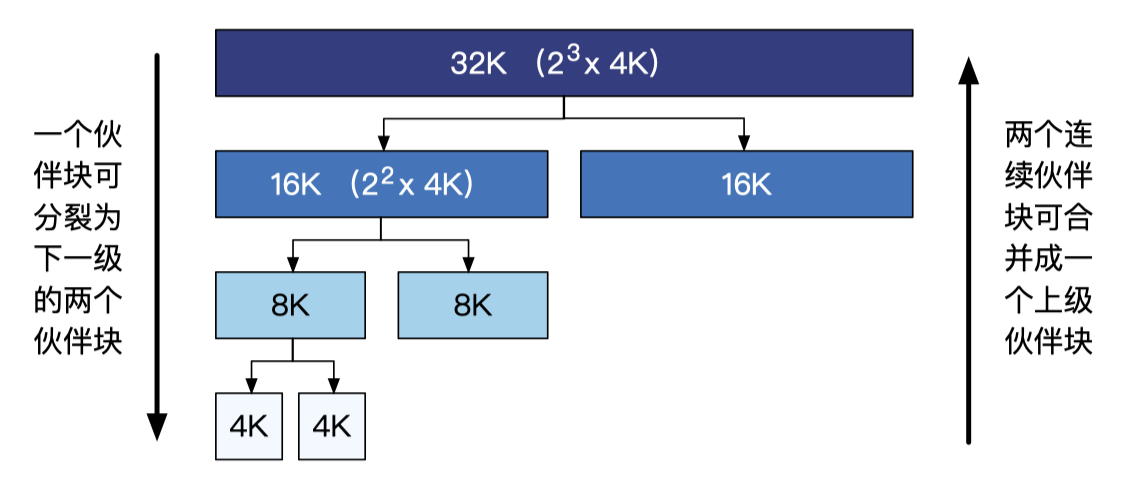 32K (2³x 4K)
一个伙
伴块可
分裂为
下一级
的两个
伙伴块
两个连
续伙伴
块可合
并成一
个上级
伙伴块
16K (2²x 4K)
16K
8K
8K
4K
4K